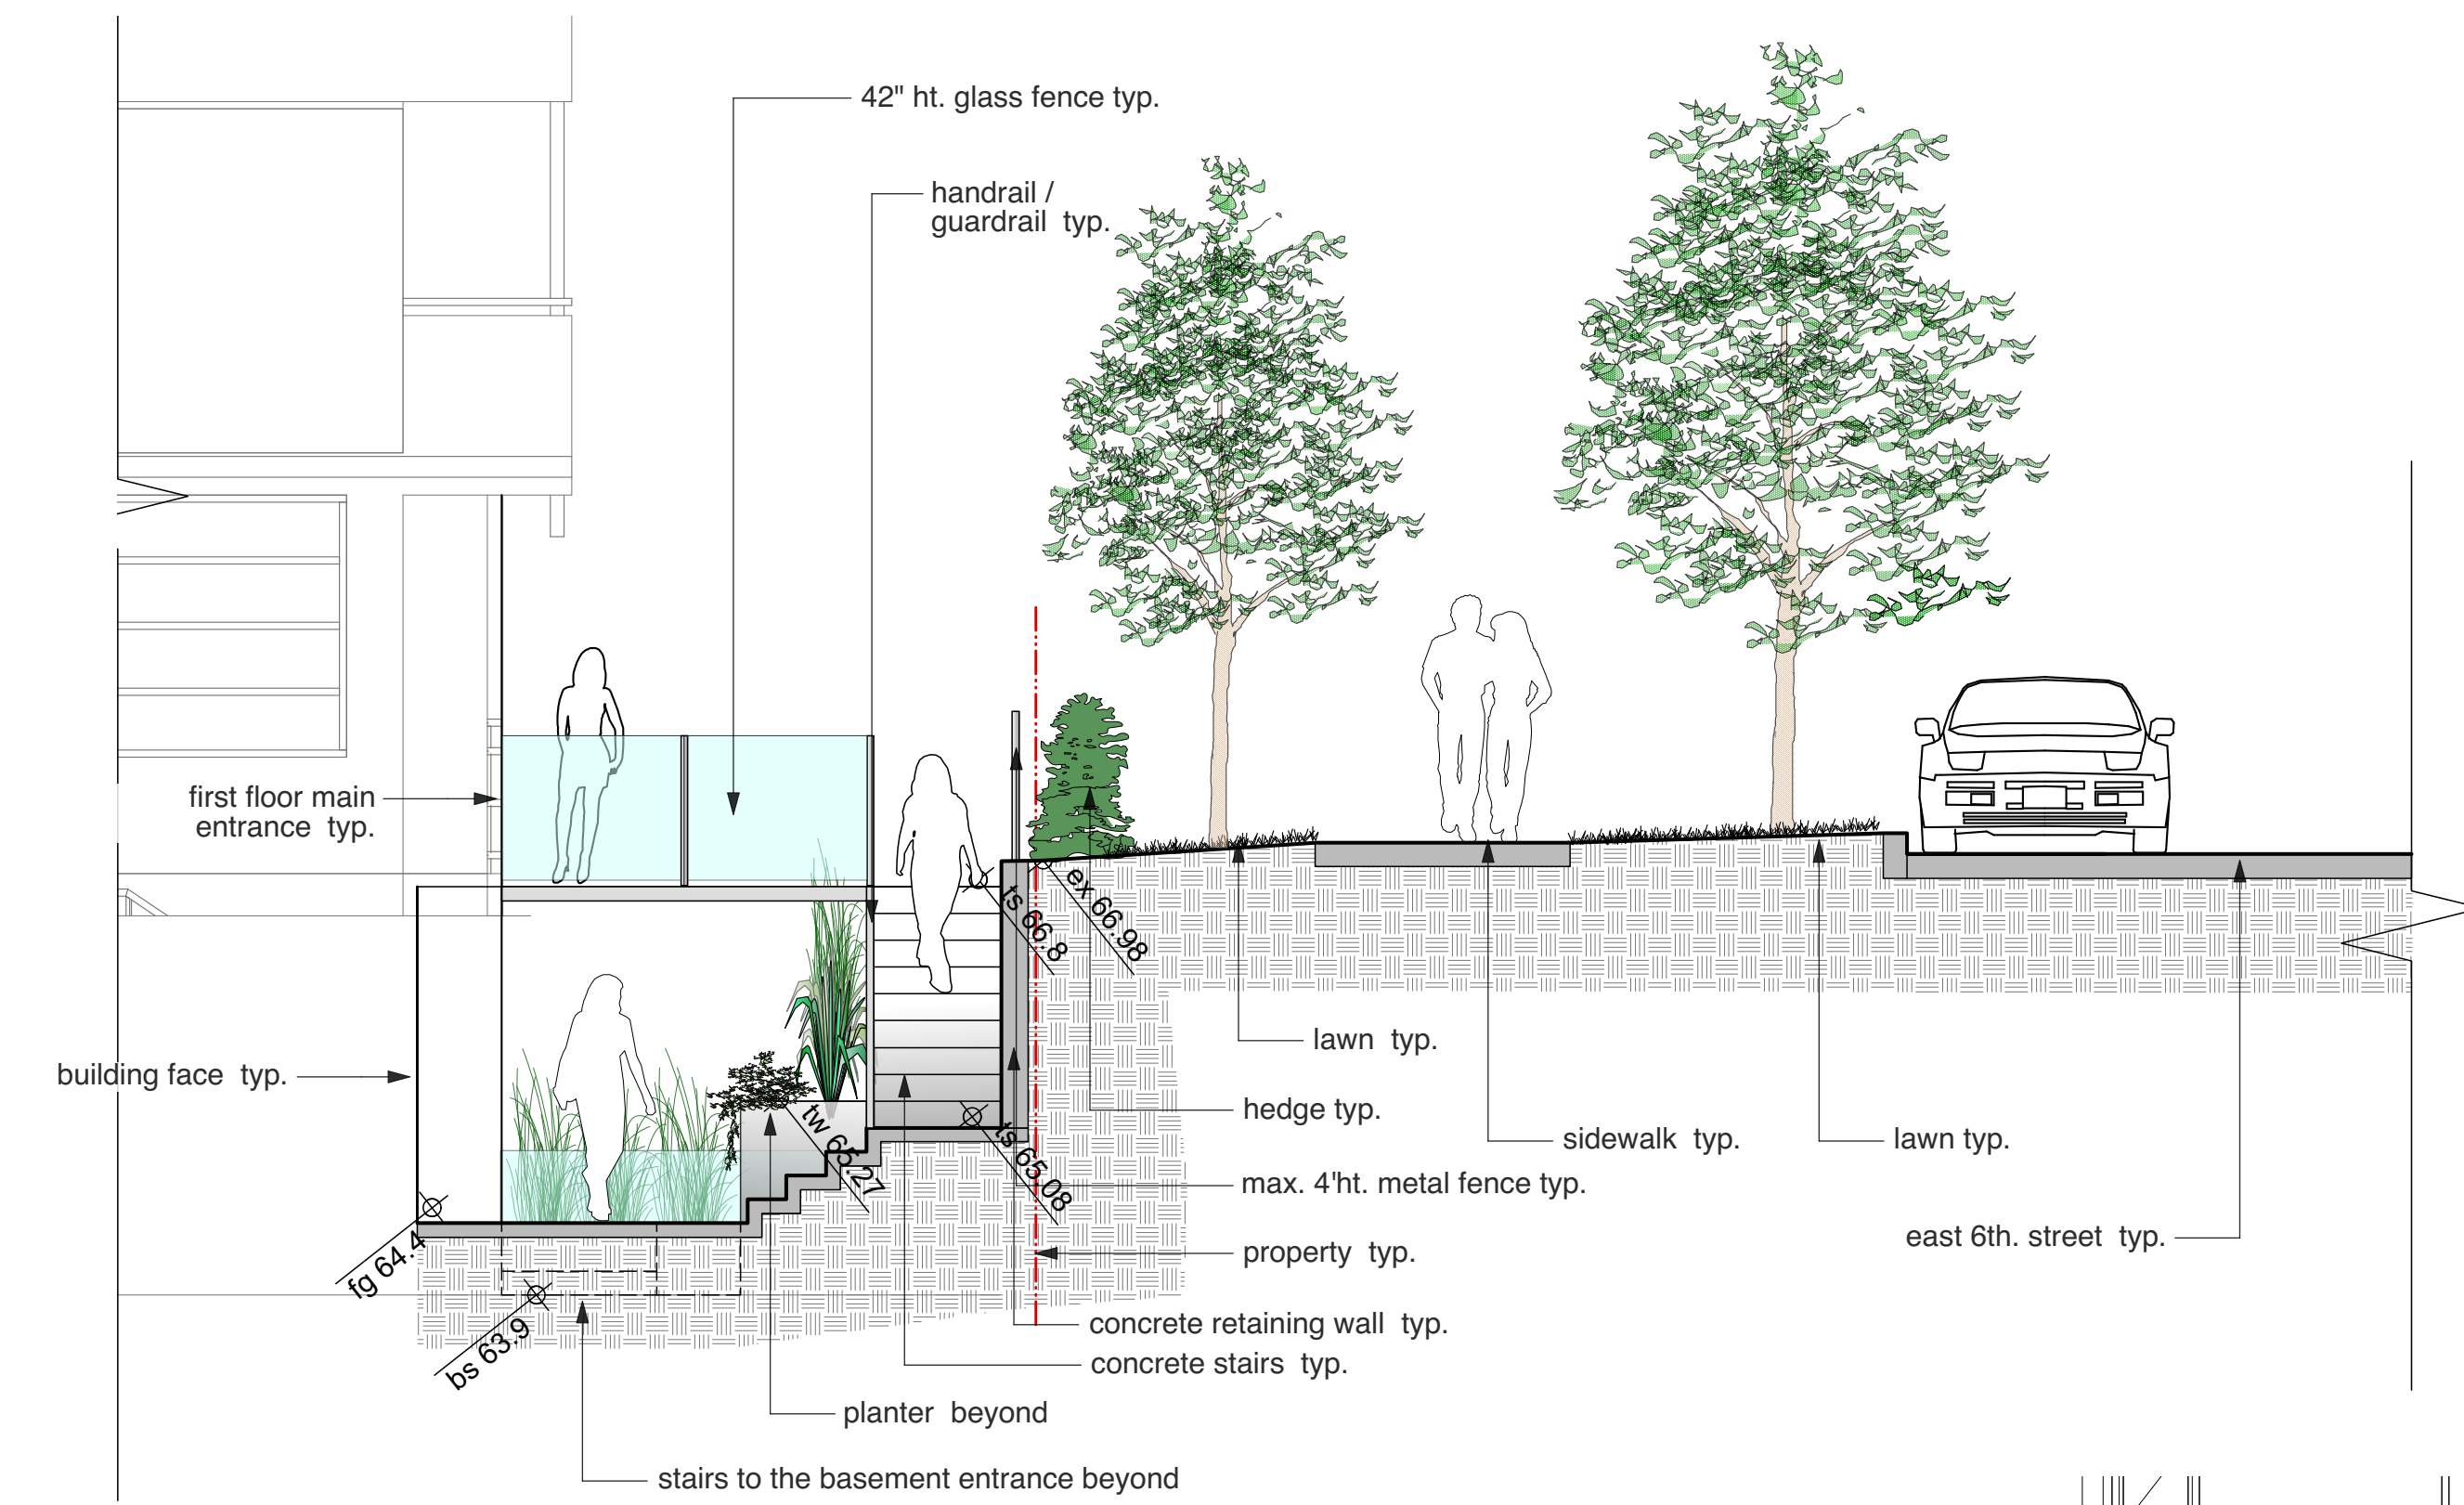 42" ht. glass fence typ.
handrail /
guardrail typ.
first floor main
entrance typ.
ts 66.8
ex 66.98
building face typ.
lawn typ.
hedge typ.
sidewalk typ.
lawn typ.
tw 65.27
ts 65.08
max. 4'ht. metal fence typ.
east 6th. street typ.
property typ.
fg 64.4
bs 63.9
concrete retaining wall typ.
concrete stairs typ.
planter beyond
stairs to the basement entrance beyond